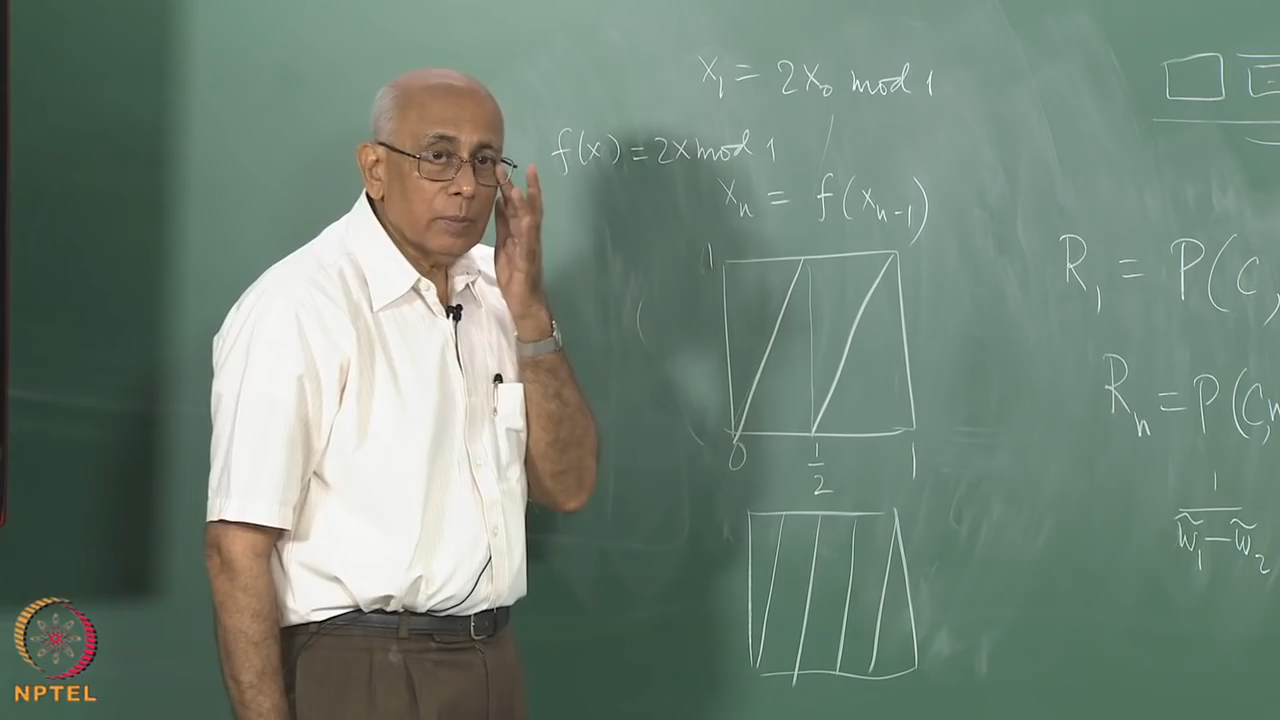 x₁ = 2x₀ mod 1
f(x) = 2x mod 1
xₙ = f(xₙ₋₁)
1
0
1/2
1
R₁ = P(C,
Rₙ = P(C, n
1/(w̃₁ − w̃₂
NPTEL